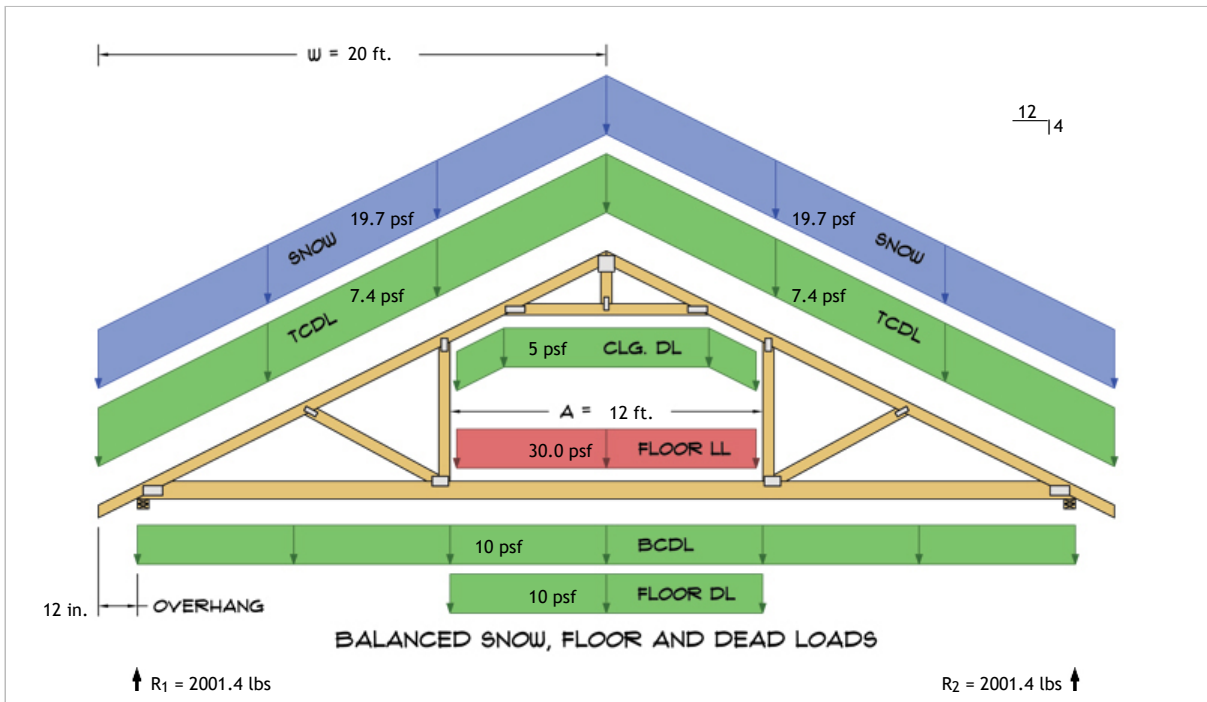 W = 20 ft.
12
4
19.7 psf
SNOW
19.7 psf
SNOW
7.4 psf
TCDL
7.4 psf
TCDL
5 psf CLG. DL
A = 12 ft.
30.0 psf FLOOR LL
10 psf BCDL
10 psf FLOOR DL
12 in. OVERHANG
BALANCED SNOW, FLOOR AND DEAD LOADS
R1 = 2001.4 lbs
R2 = 2001.4 lbs